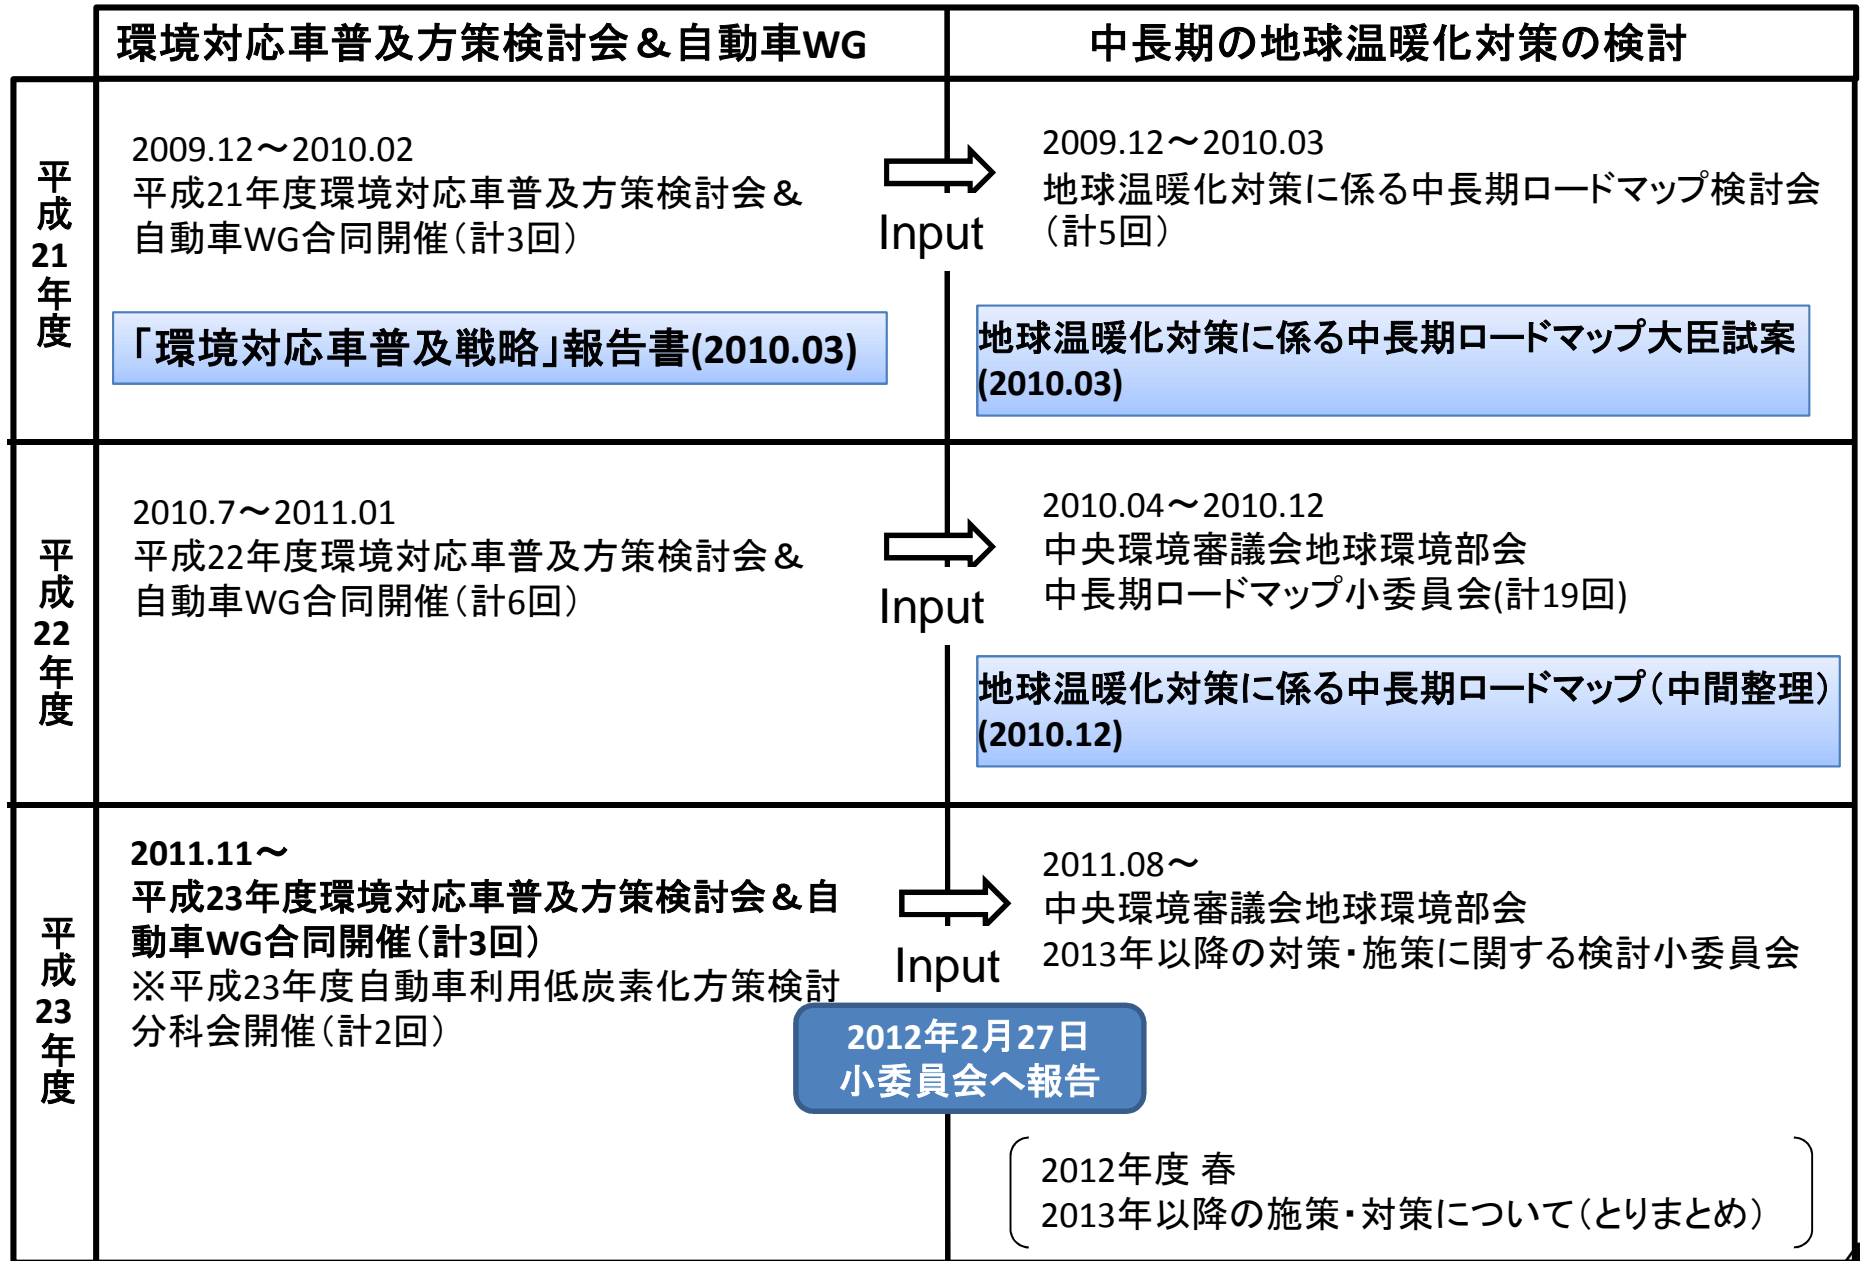 環境対応車普及方策検討会＆自動車WG
中長期の地球温暖化対策の検討
平成21年度
2009.12～2010.02
平成21年度環境対応車普及方策検討会＆
自動車WG合同開催（計3回）
「環境対応車普及戦略」報告書(2010.03)
Input
2009.12～2010.03
地球温暖化対策に係る中長期ロードマップ検討会
（計5回）
地球温暖化対策に係る中長期ロードマップ大臣試案
(2010.03)
平成22年度
2010.7～2011.01
平成22年度環境対応車普及方策検討会＆
自動車WG合同開催（計6回）
Input
2010.04～2010.12
中央環境審議会地球環境部会
中長期ロードマップ小委員会(計19回)
地球温暖化対策に係る中長期ロードマップ（中間整理）
(2010.12)
平成23年度
2011.11～
平成23年度環境対応車普及方策検討会＆自
動車WG合同開催（計3回）
※平成23年度自動車利用低炭素化方策検討
分科会開催（計2回）
Input
2012年2月27日
小委員会へ報告
2011.08～
中央環境審議会地球環境部会
2013年以降の対策・施策に関する検討小委員会
2012年度 春
2013年以降の施策・対策について（とりまとめ）